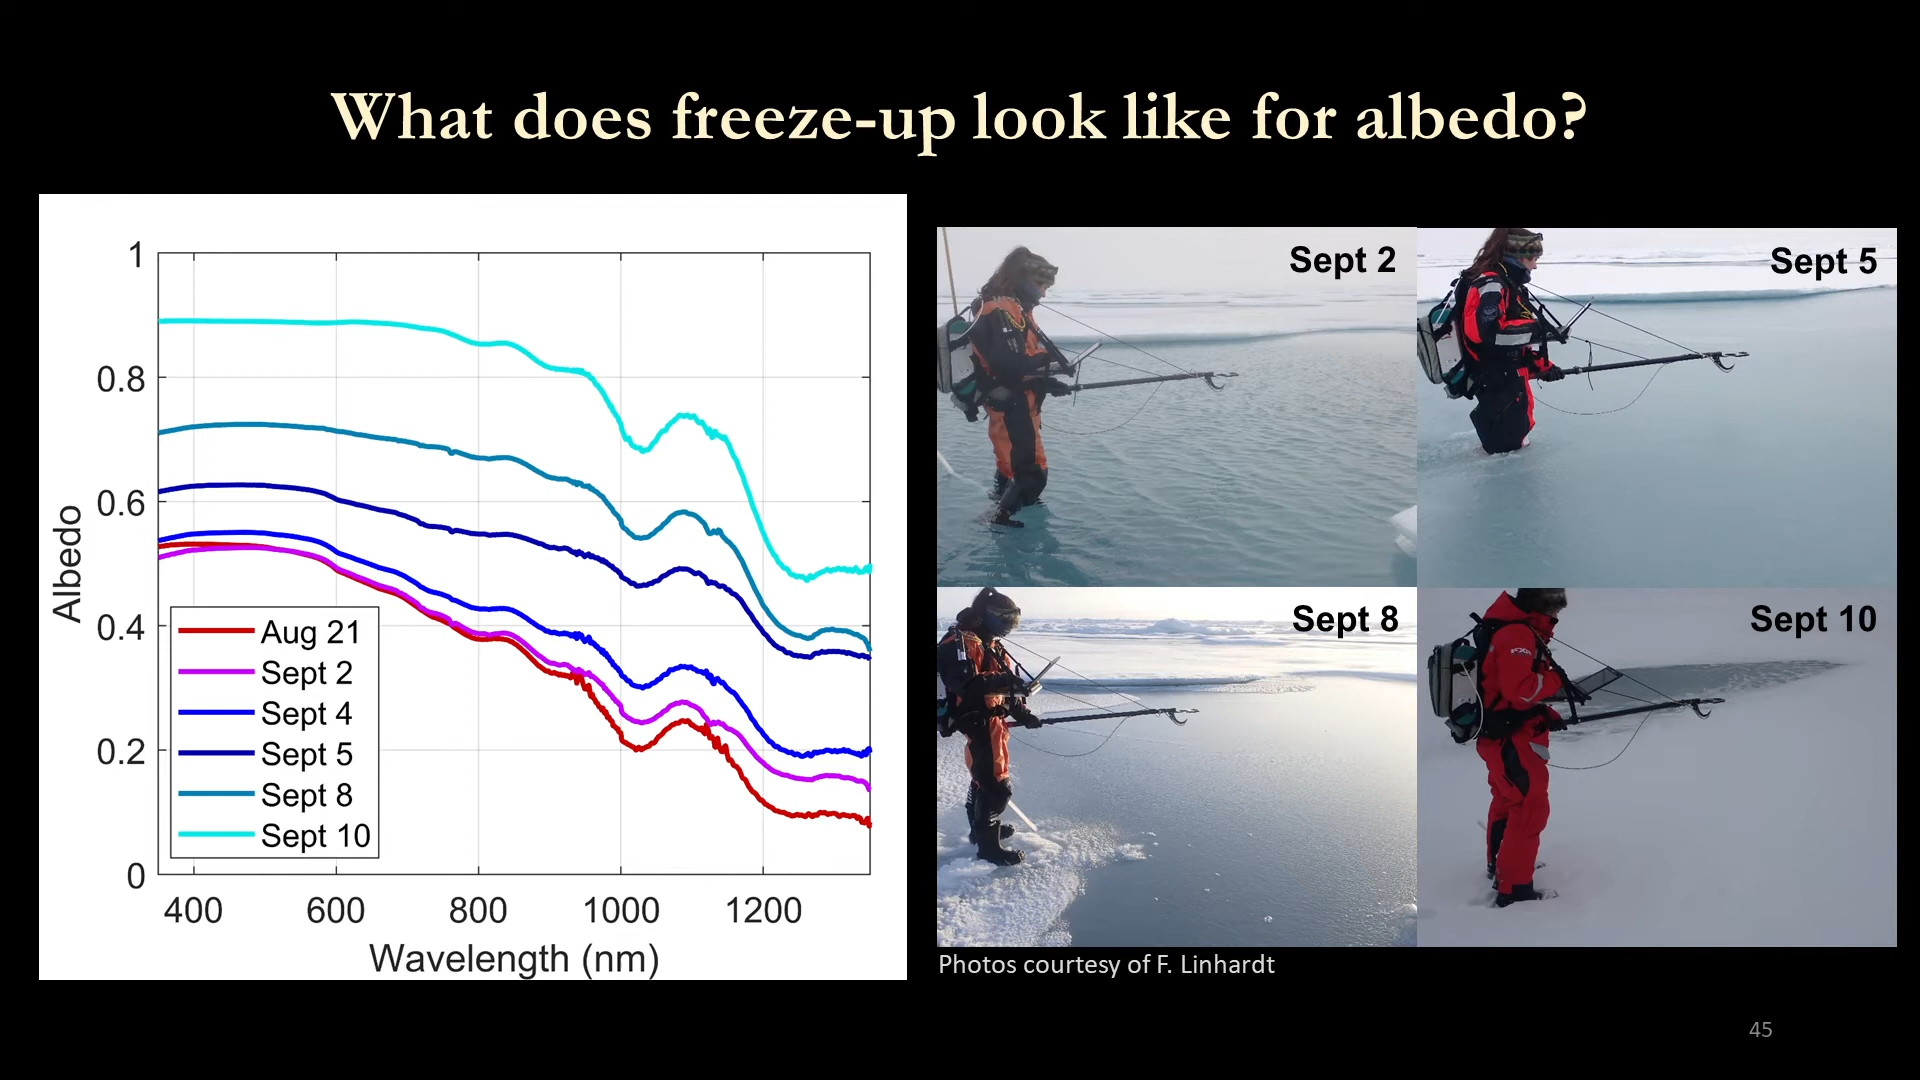 What does freeze-up look like for albedo?
1
0.8
0.6
0.4
0.2
0
Albedo
Aug 21
Sept 2
Sept 4
Sept 5
Sept 8
Sept 10
400 600 800 1000 1200
Wavelength (nm)
Sept 2
Sept 5
Sept 8
Sept 10
Photos courtesy of F. Linhardt
45